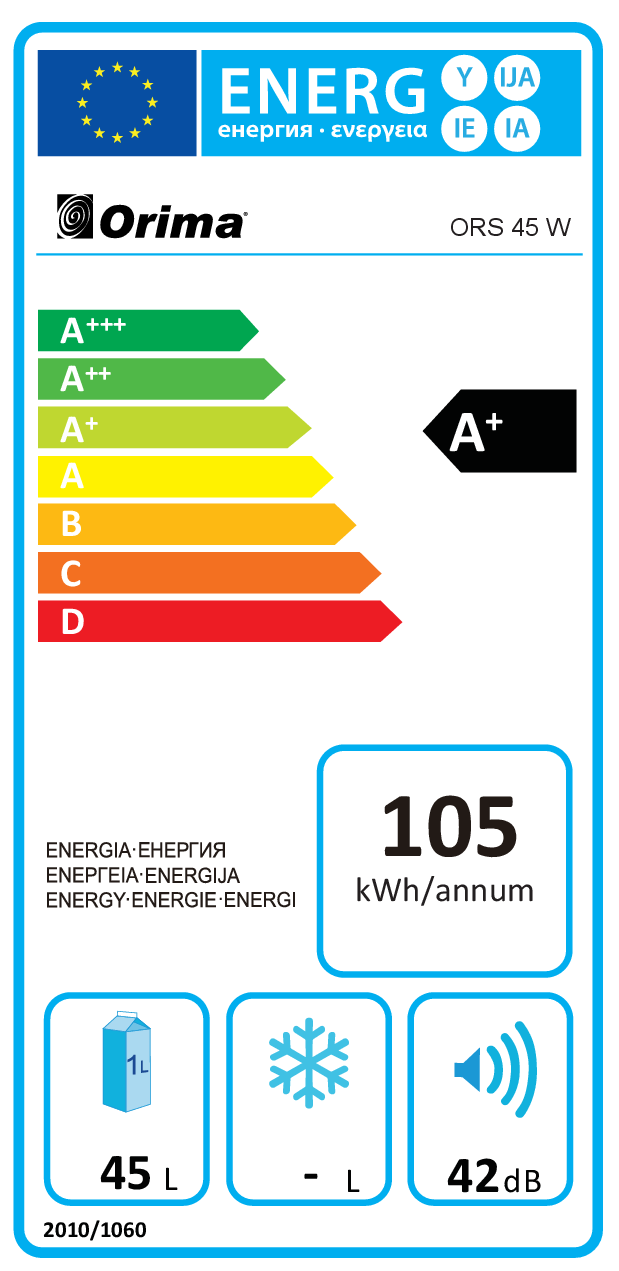 ENERG Y IJA
енергия · ενεργεια IE IA
Orima
ORS 45 W
A+++
A++
A+
A+
A
B
C
D
105
kWh/annum
ENERGIA·ЕНЕРГИЯ
ΕΝΕΡΓΕΙΑ·ENERGIJA
ENERGY·ENERGIE·ENERGI
1L
45 L
- L
42 dB
2010/1060